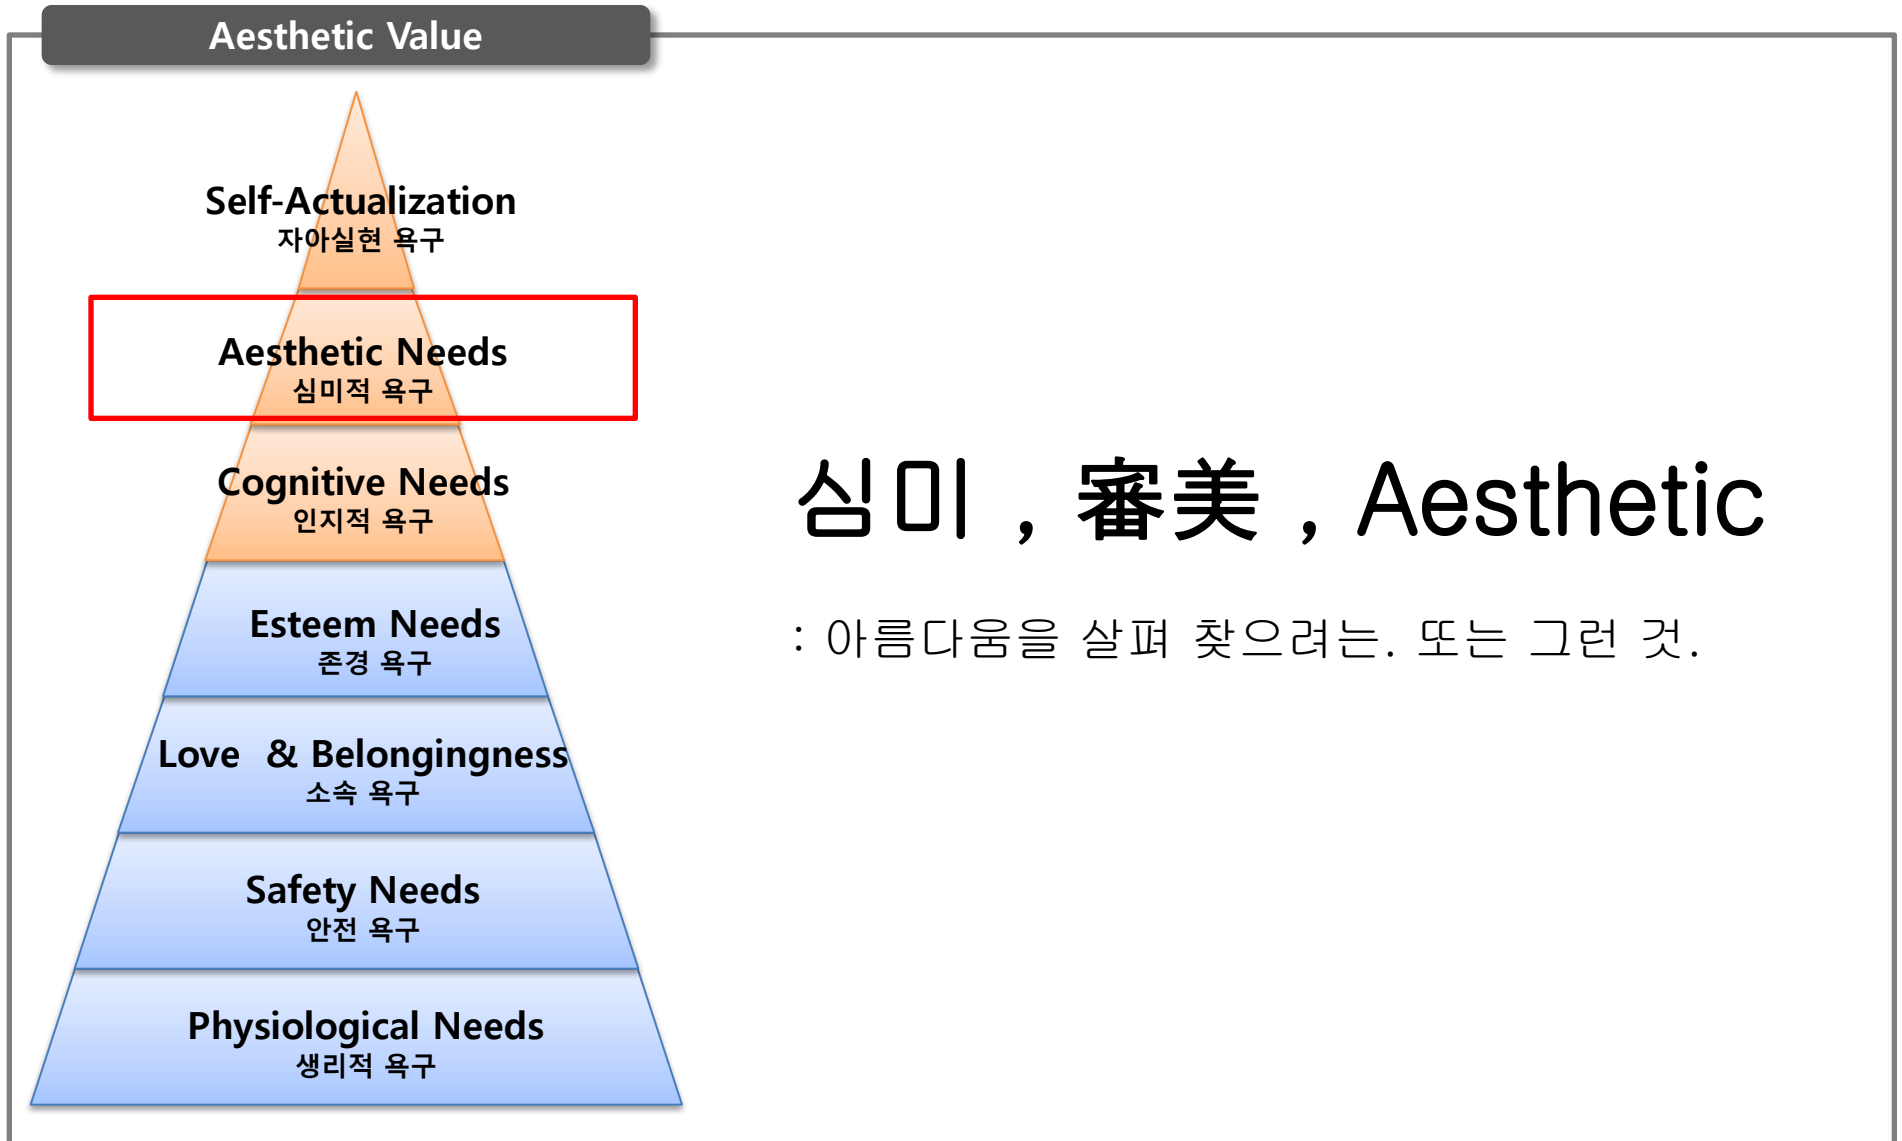 Aesthetic Value
Self-Actualization
자아실현 욕구
Aesthetic Needs
심미적 욕구
Cognitive Needs
인지적 욕구
Esteem Needs
존경 욕구
Love & Belongingness
소속 욕구
Safety Needs
안전 욕구
Physiological Needs
생리적 욕구
심미 , 審美 , Aesthetic
: 아름다움을 살펴 찾으려는. 또는 그런 것.